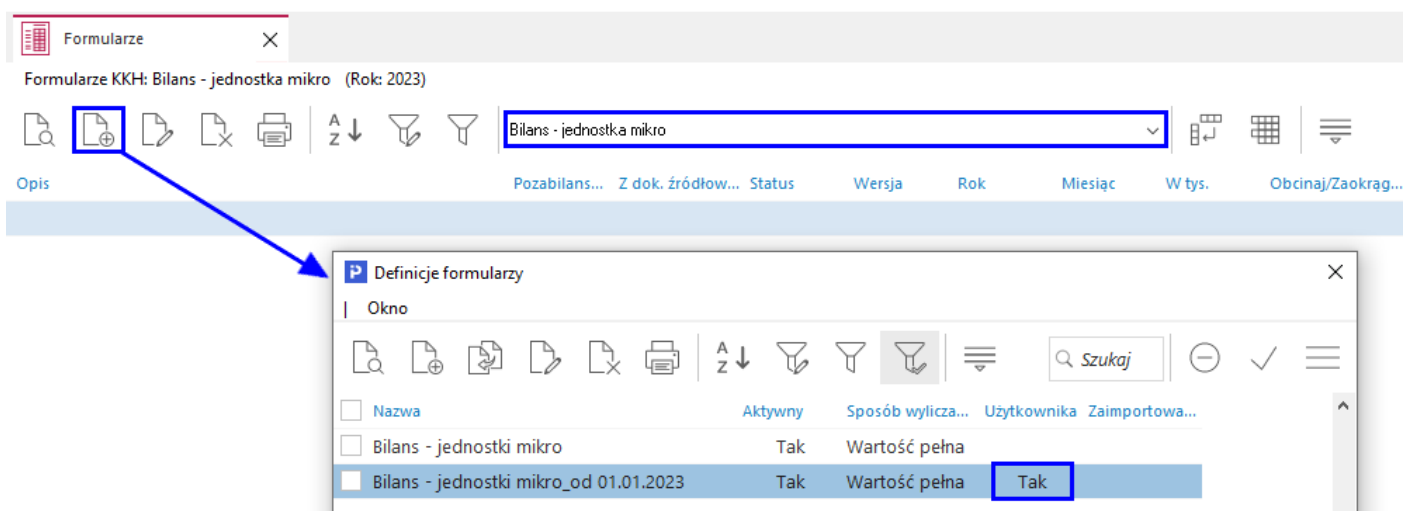 Formularze
Formularze KKH: Bilans - jednostka mikro (Rok: 2023)
A Z Bilans - jednostka mikro
Opis Pozabilans... Z dok. źródłow... Status Wersja Rok Miesiąc W tys. Obcinaj/Zaokrąg...
Definicje formularzy
Okno
A Z Szukaj
Nazwa Aktywny Sposób wylicza... Użytkownika Zaimportowa...
Bilans - jednostki mikro Tak Wartość pełna
Bilans - jednostki mikro_od 01.01.2023 Tak Wartość pełna Tak